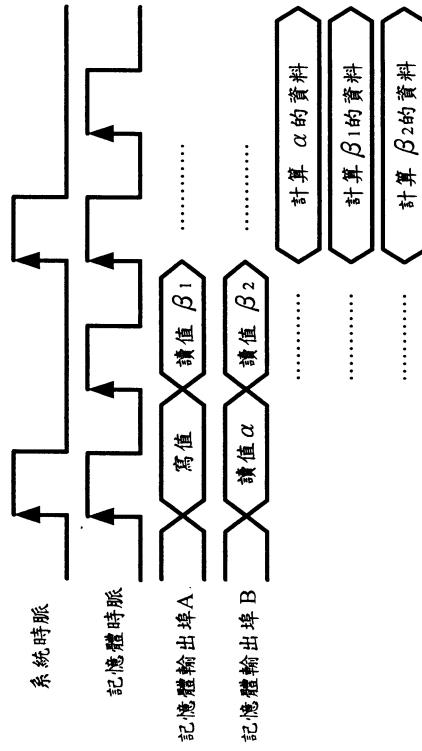 系統時脈
記憶體時脈
記憶體輸出埠A
寫值
讀值 β1
........
記憶體輸出埠 B
讀值 α
讀值 β2
........
........
計算 α 的資料
........
計算 β1的資料
........
計算 β2的資料